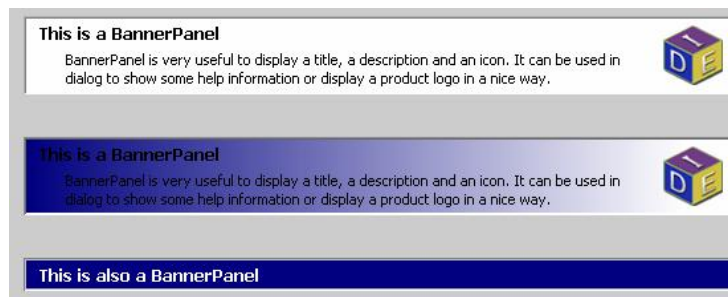 This is a BannerPanel
BannerPanel is very useful to display a title, a description and an icon. It can be used in
dialog to show some help information or display a product logo in a nice way.
I
D E
This is a BannerPanel
BannerPanel is very useful to display a title, a description and an icon. It can be used in
dialog to show some help information or display a product logo in a nice way.
I
D E
This is also a BannerPanel